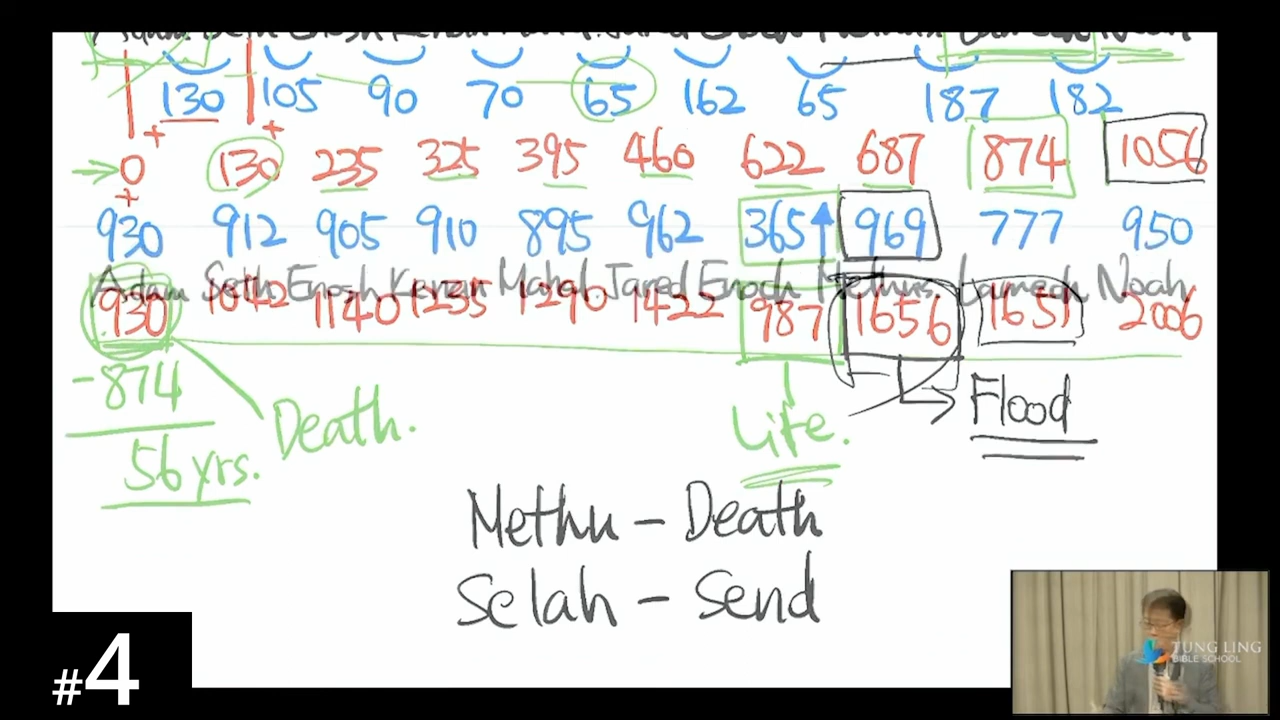 130 105 90 70 65 162 65 187 182
0 130 235 325 395 460 622 687 874 1056
930 912 905 910 895 962 365 969 777 950
Adam Seth Enosh Kenan Mahal Jared Enoch Methus. Lamech Noah
930 1042 1140 1235 1290 1422 987 1656 1651 2006
-874
56 yrs.
Death.
Life.
Flood
Methu - Death
Selah - Send
#4
TUNG LING
BIBLE SCHOOL